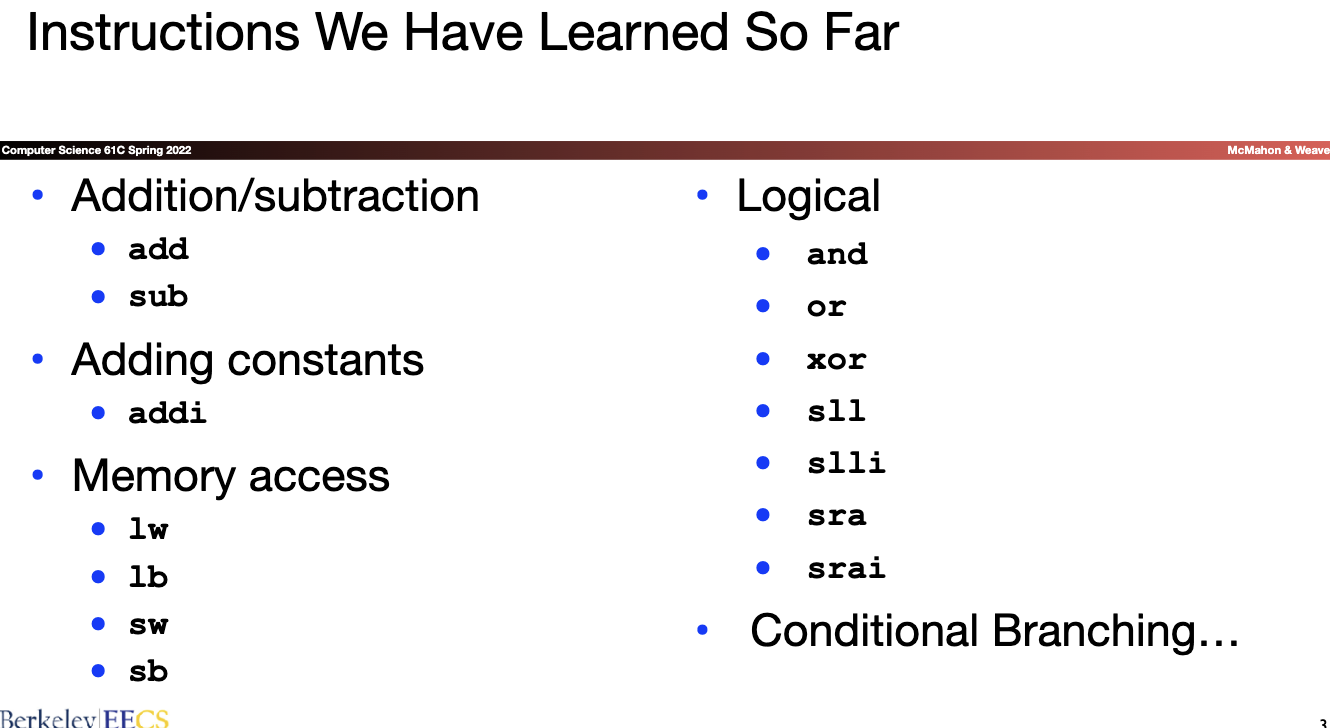 Instructions We Have Learned So Far
Computer Science 61C Spring 2022
McMahon & Weave
• Addition/subtraction
• add
• sub
• Adding constants
• addi
• Memory access
• lw
• lb
• sw
• sb
• Logical
• and
• or
• xor
• sll
• slli
• sra
• srai
• Conditional Branching…
Berkeley EECS
3